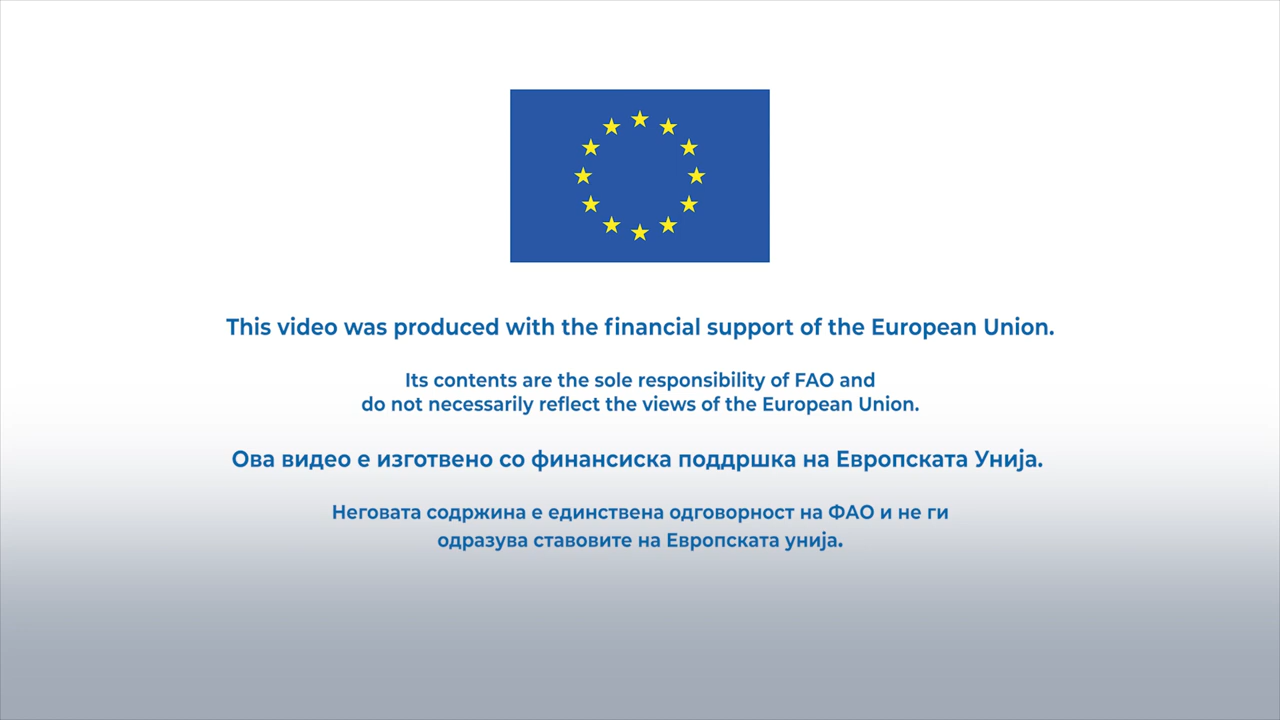 This video was produced with the financial support of the European Union.
Its contents are the sole responsibility of FAO and
do not necessarily reflect the views of the European Union.
Ова видео е изготвено со финансиска поддршка на Европската Унија.
Неговата содржина е единствена одговорност на ФАО и не ги
одразува ставовите на Европската унија.